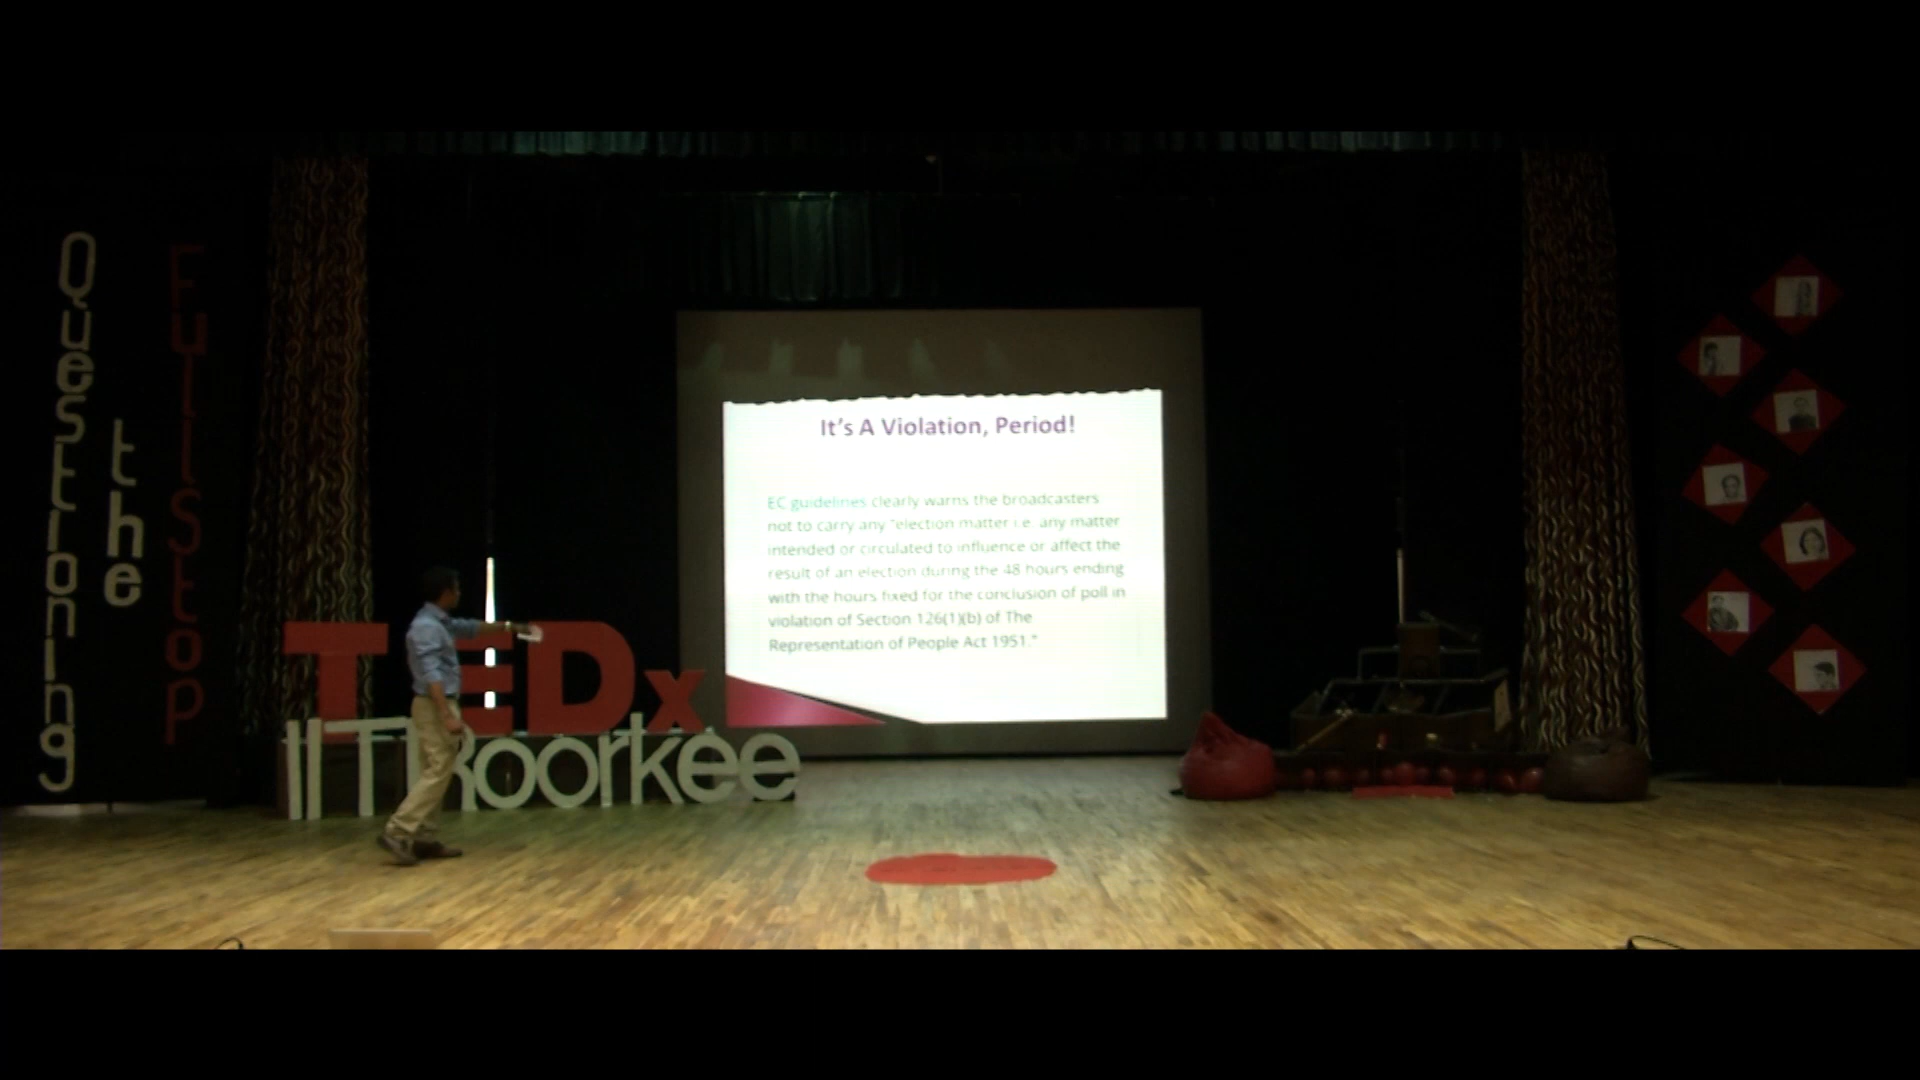 Questioning
the
Fullstop
TEDx
IITRoorkee
It's A Violation, Period!
EC guidelines clearly warns the broadcasters
not to carry any "election matter i.e. any matter
intended or circulated to influence or affect the
result of an election during the 48 hours ending
with the hours fixed for the conclusion of poll in
violation of Section 126(1)(b) of The
Representation of People Act 1951."